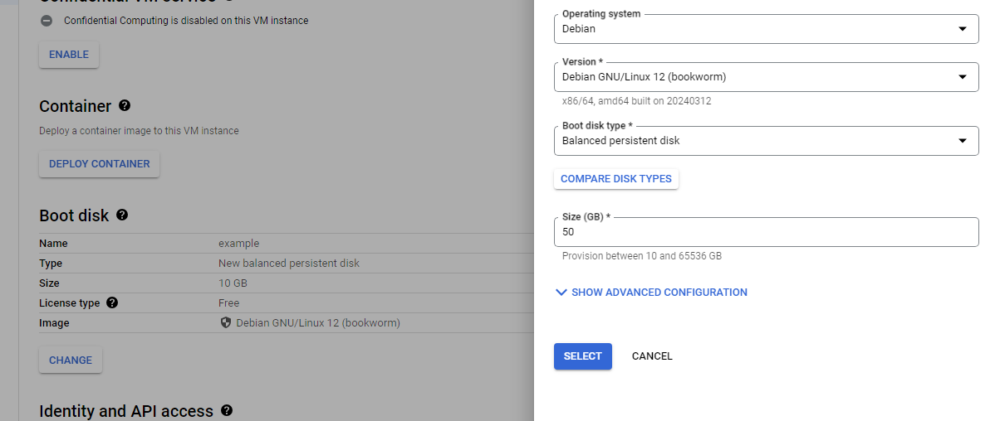 Confidential VM service
Confidential Computing is disabled on this VM instance
ENABLE
Container
Deploy a container image to this VM instance
DEPLOY CONTAINER
Boot disk
Name example
Type New balanced persistent disk
Size 10 GB
License type Free
Image Debian GNU/Linux 12 (bookworm)
CHANGE
Identity and API access
Operating system
Debian
Version *
Debian GNU/Linux 12 (bookworm)
x86/64, amd64 built on 20240312
Boot disk type *
Balanced persistent disk
COMPARE DISK TYPES
Size (GB) *
50
Provision between 10 and 65536 GB
SHOW ADVANCED CONFIGURATION
SELECT CANCEL